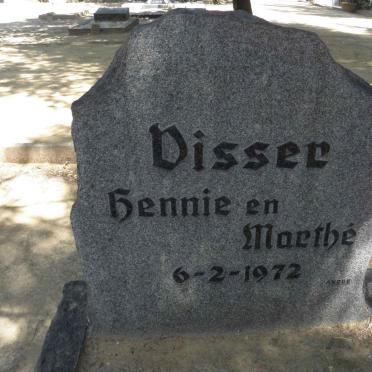 Visser
Hennie en
Marthé
6-2-1972